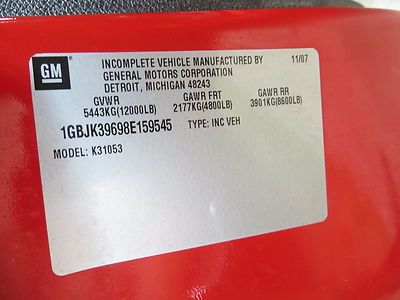 GM
INCOMPLETE VEHICLE MANUFACTURED BY 11/07
GENERAL MOTORS CORPORATION
DETROIT, MICHIGAN 48243
GVWR GAWR FRT GAWR RR
5443KG(12000LB) 2177KG(4800LB) 3901KG(8600LB)
1GBJK39698E159545 TYPE: INC VEH
MODEL: K31053